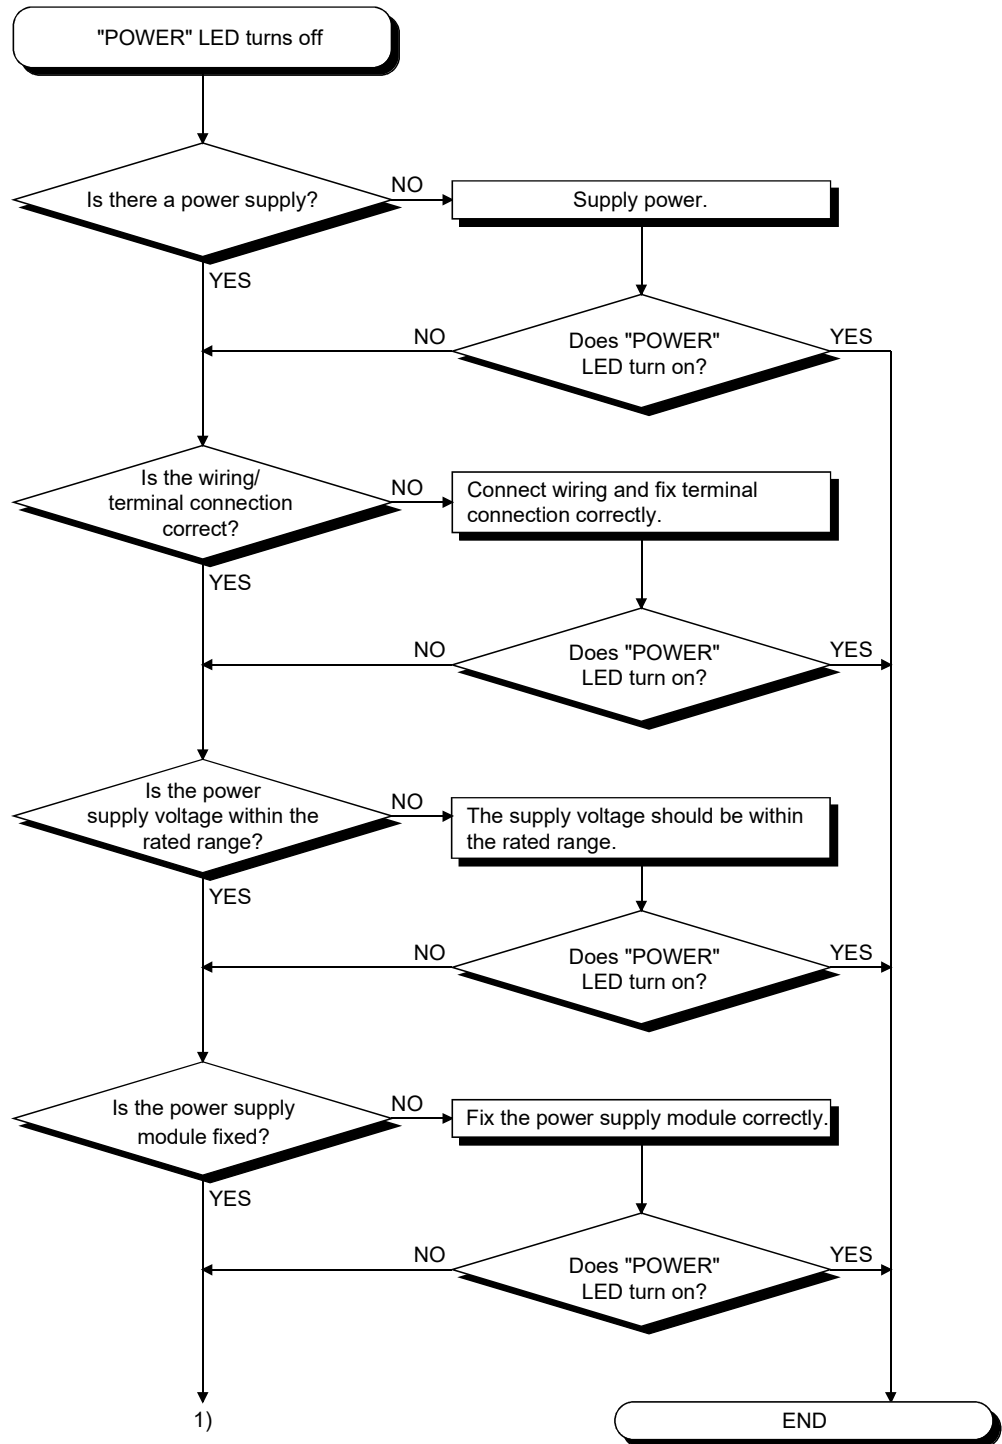 "POWER" LED turns off
Is there a power supply?
NO
Supply power.
YES
Does "POWER"
LED turn on?
NO
YES
Is the wiring/
terminal connection
correct?
NO
Connect wiring and fix terminal
connection correctly.
YES
Does "POWER"
LED turn on?
NO
YES
Is the power
supply voltage within the
rated range?
NO
The supply voltage should be within
the rated range.
YES
Does "POWER"
LED turn on?
NO
YES
Is the power supply
module fixed?
NO
Fix the power supply module correctly.
YES
Does "POWER"
LED turn on?
NO
YES
1)
END